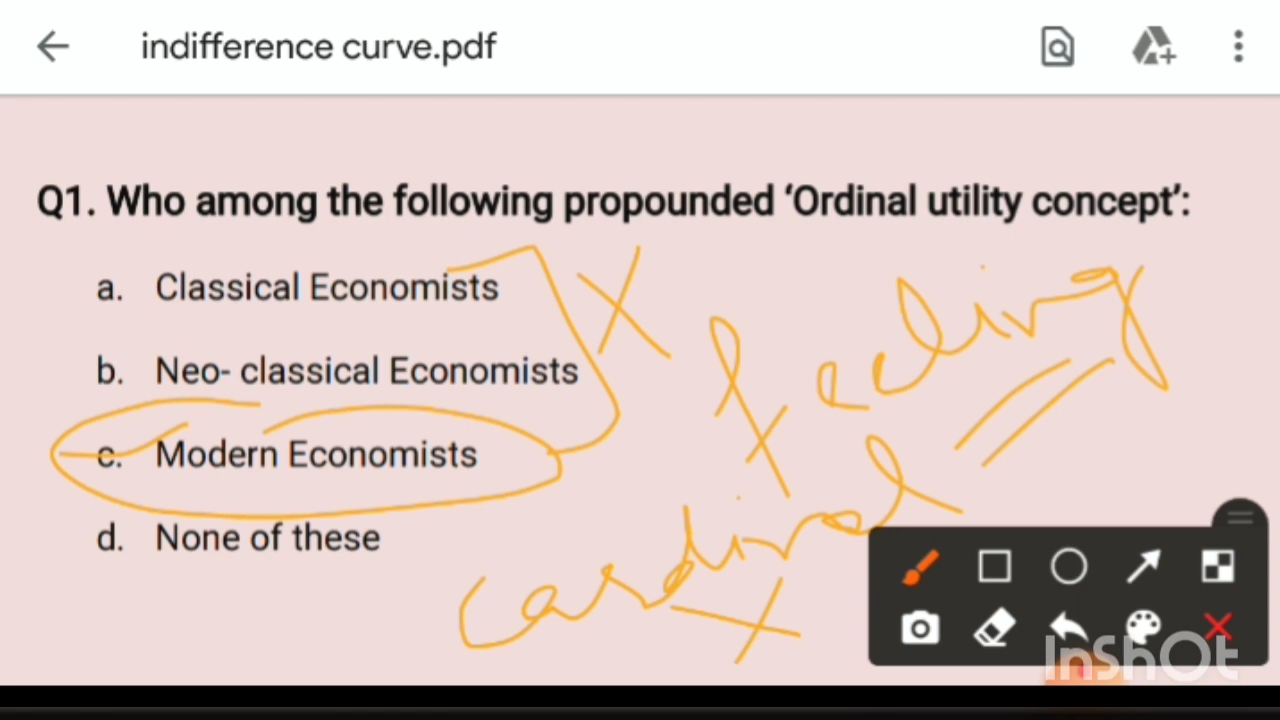 indifference curve.pdf
Q1. Who among the following propounded ‘Ordinal utility concept’:
a. Classical Economists
b. Neo- classical Economists
c. Modern Economists
d. None of these
feeling
cardinal
InShOt